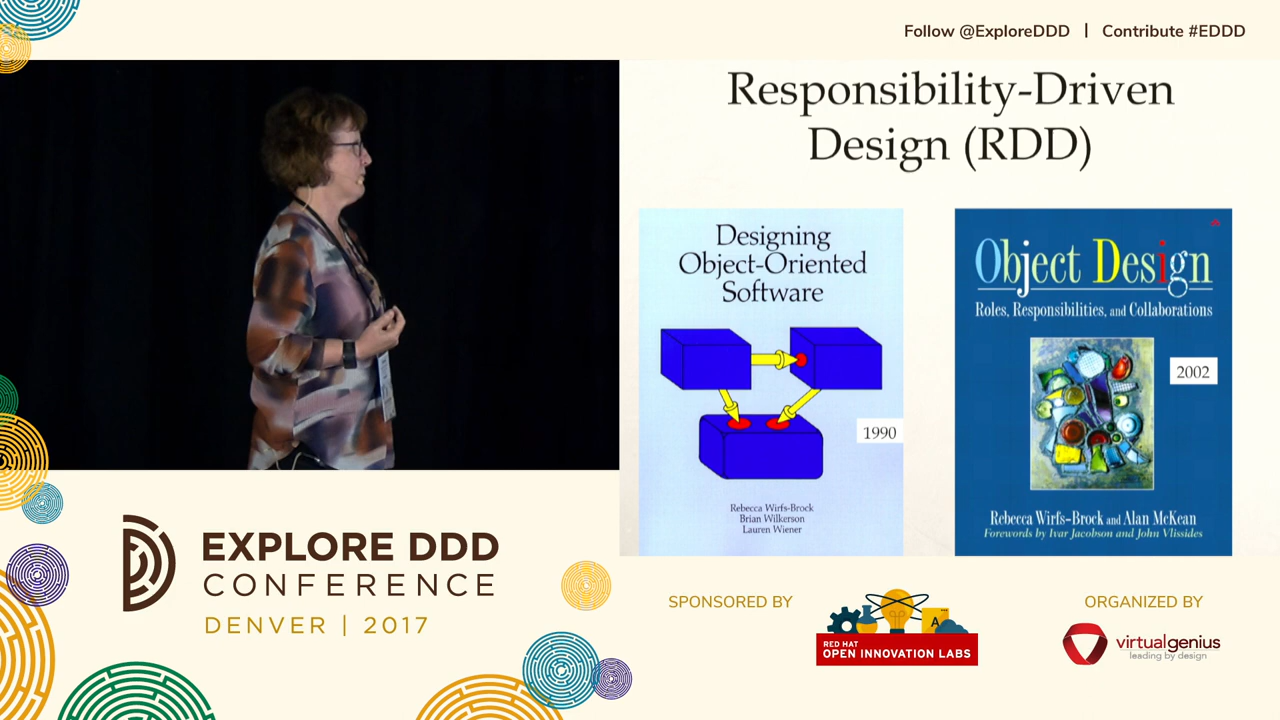 Follow @ExploreDDD | Contribute #EDDD
Responsibility-Driven
Design (RDD)
Designing
Object-Oriented
Software
1990
Rebecca Wirfs-Brock
Brian Wilkerson
Lauren Wiener
Object Design
Roles, Responsibilities, and Collaborations
2002
Rebecca Wirfs-Brock and Alan McKean
Forewords by Ivar Jacobson and John Vlissides
EXPLORE DDD
CONFERENCE
DENVER | 2017
SPONSORED BY
A
RED HAT
OPEN INNOVATION LABS
ORGANIZED BY
virtualgenius
leading by design